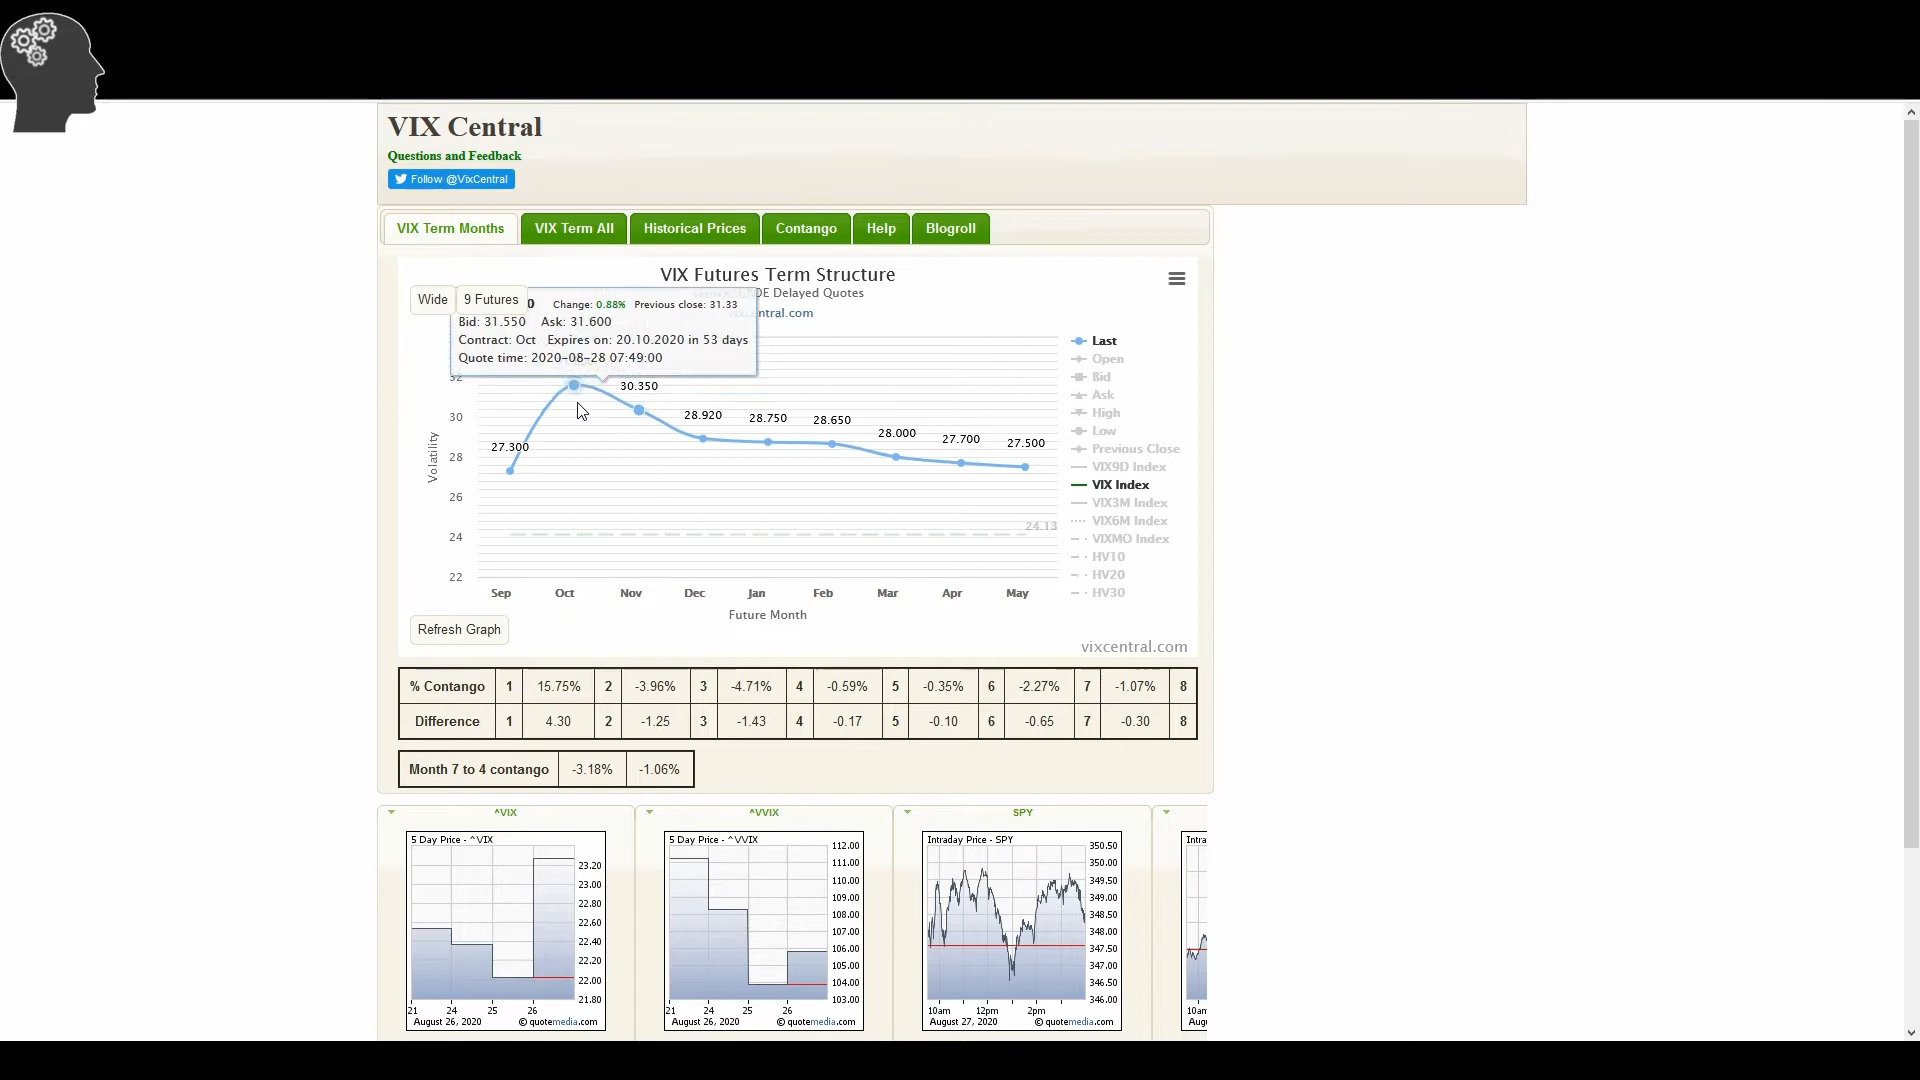 VIX Central
Questions and Feedback
Follow @VixCentral
VIX Term Months VIX Term All Historical Prices Contango Help Blogroll
VIX Futures Term Structure
Delayed Quotes
Wide 9 Futures
0 Change: 0.88% Previous close: 31.33
Bid: 31.550 Ask: 31.600
Contract: Oct Expires on: 20.10.2020 in 53 days
Quote time: 2020-08-28 07:49:00
ntral.com
Volatility
32
30
28
26
24
22
27.300
30.350
28.920
28.750
28.650
28.000
27.700
27.500
24.13
Sep Oct Nov Dec Jan Feb Mar Apr May
Future Month
Last
Open
Bid
Ask
High
Low
Previous Close
VIX9D Index
VIX Index
VIX3M Index
VIX6M Index
VIXMO Index
HV10
HV20
HV30
Refresh Graph
vixcentral.com
% Contango 1 15.75% 2 -3.96% 3 -4.71% 4 -0.59% 5 -0.35% 6 -2.27% 7 -1.07% 8
Difference 1 4.30 2 -1.25 3 -1.43 4 -0.17 5 -0.10 6 -0.65 7 -0.30 8
Month 7 to 4 contango -3.18% -1.06%
^VIX
5 Day Price - ^VIX
23.20
23.00
22.80
22.60
22.40
22.20
22.00
21.80
21 24 25 26
August 26, 2020 © quotemedia.com
^VVIX
5 Day Price - ^VVIX
112.00
111.00
110.00
109.00
108.00
107.00
106.00
105.00
104.00
103.00
21 24 25 26
August 26, 2020 © quotemedia.com
SPY
Intraday Price - SPY
350.50
350.00
349.50
349.00
348.50
348.00
347.50
347.00
346.50
346.00
10am 12pm 2pm
August 27, 2020 © quotemedia.com
Intra
10am
Augu